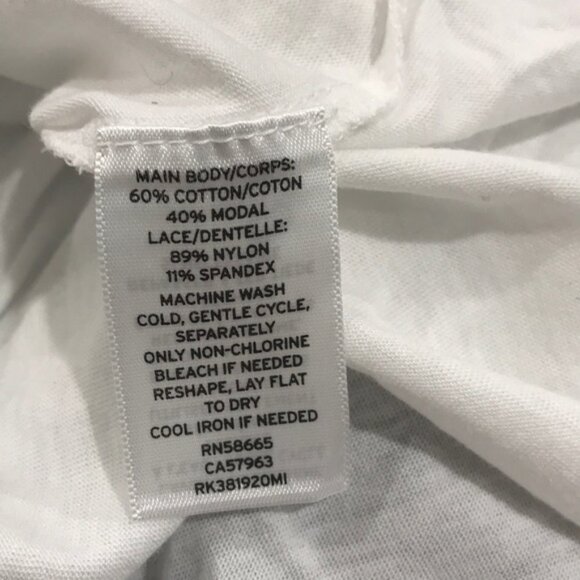 MAIN BODY/CORPS:
60% COTTON/COTON
40% MODAL
LACE/DENTELLE:
89% NYLON
11% SPANDEX
MACHINE WASH
COLD, GENTLE CYCLE,
SEPARATELY
ONLY NON-CHLORINE
BLEACH IF NEEDED
RESHAPE, LAY FLAT
TO DRY
COOL IRON IF NEEDED
RN58665
CA57963
RK381920MI